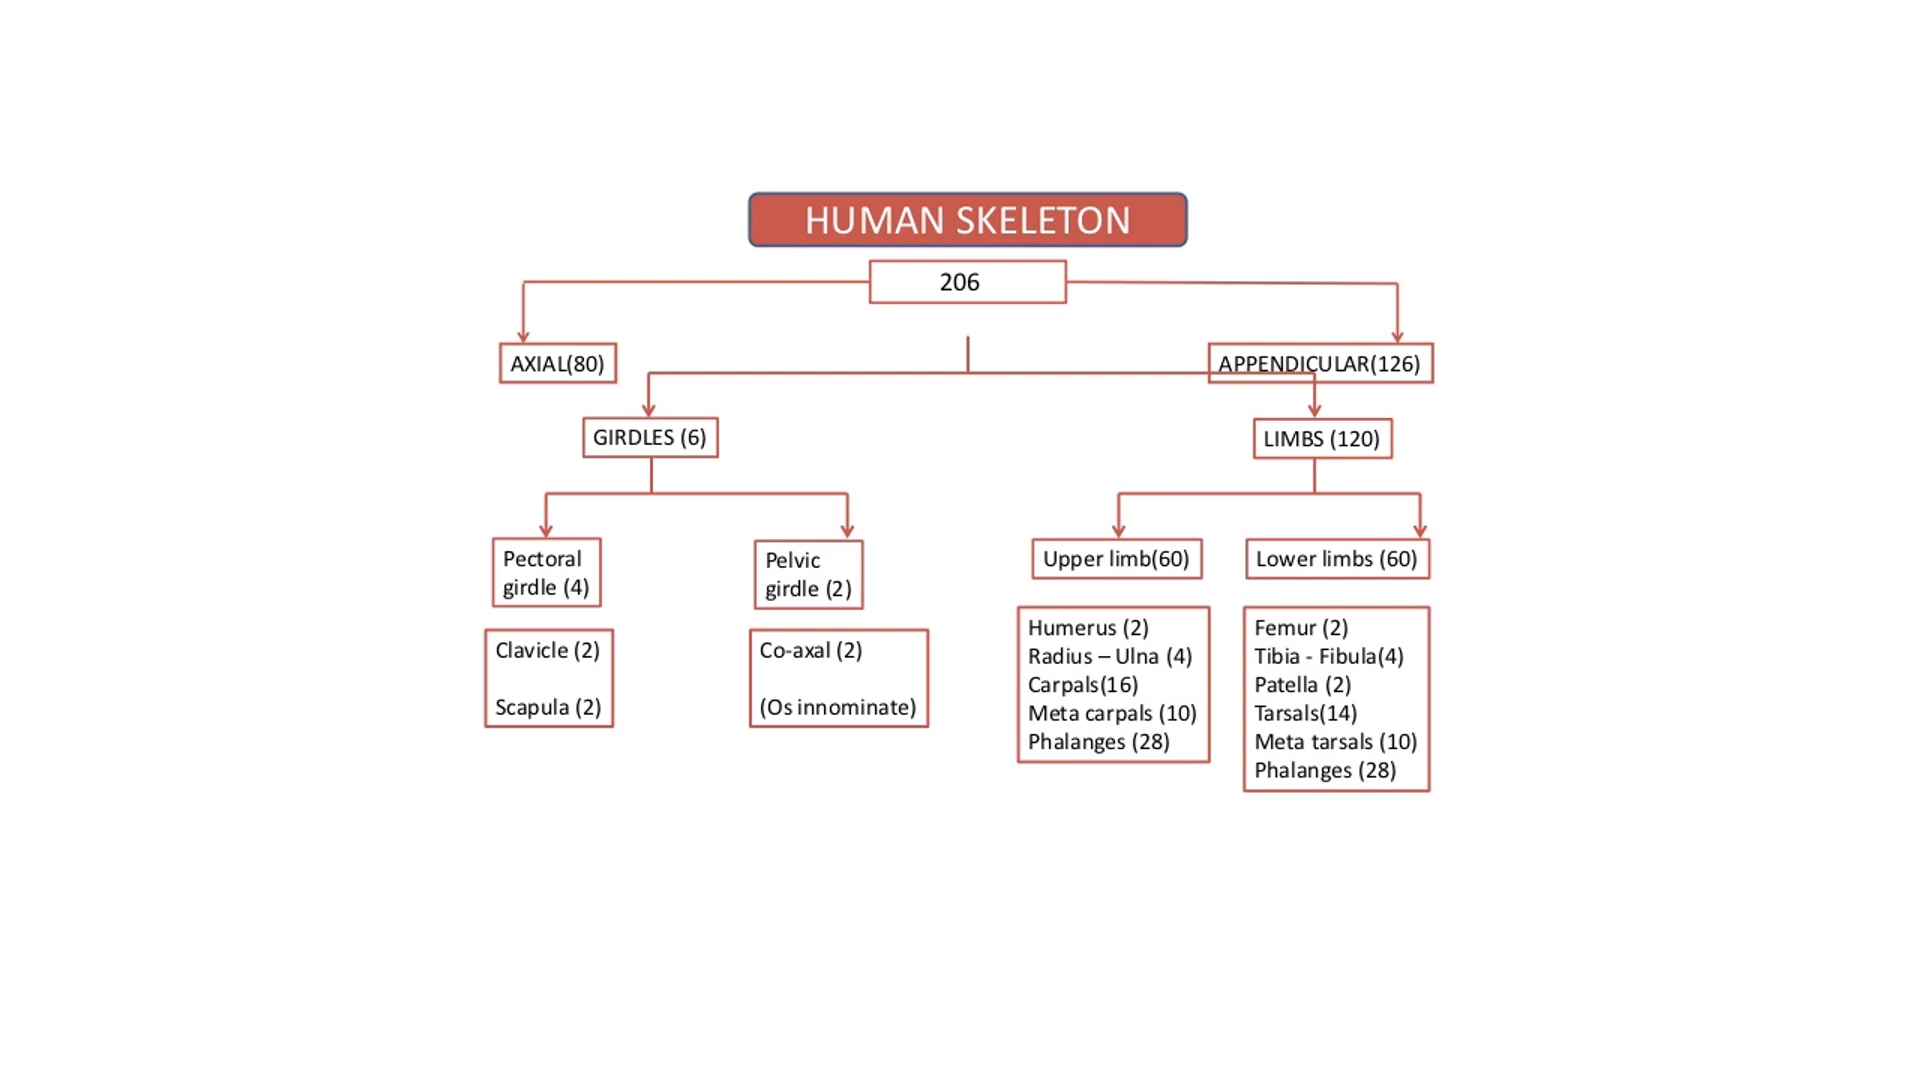 HUMAN SKELETON
206
AXIAL(80)
APPENDICULAR(126)
GIRDLES (6)
LIMBS (120)
Pectoral
girdle (4)
Pelvic
girdle (2)
Upper limb(60)
Lower limbs (60)
Clavicle (2)
Scapula (2)
Co-axal (2)
(Os innominate)
Humerus (2)
Radius – Ulna (4)
Carpals(16)
Meta carpals (10)
Phalanges (28)
Femur (2)
Tibia - Fibula(4)
Patella (2)
Tarsals(14)
Meta tarsals (10)
Phalanges (28)